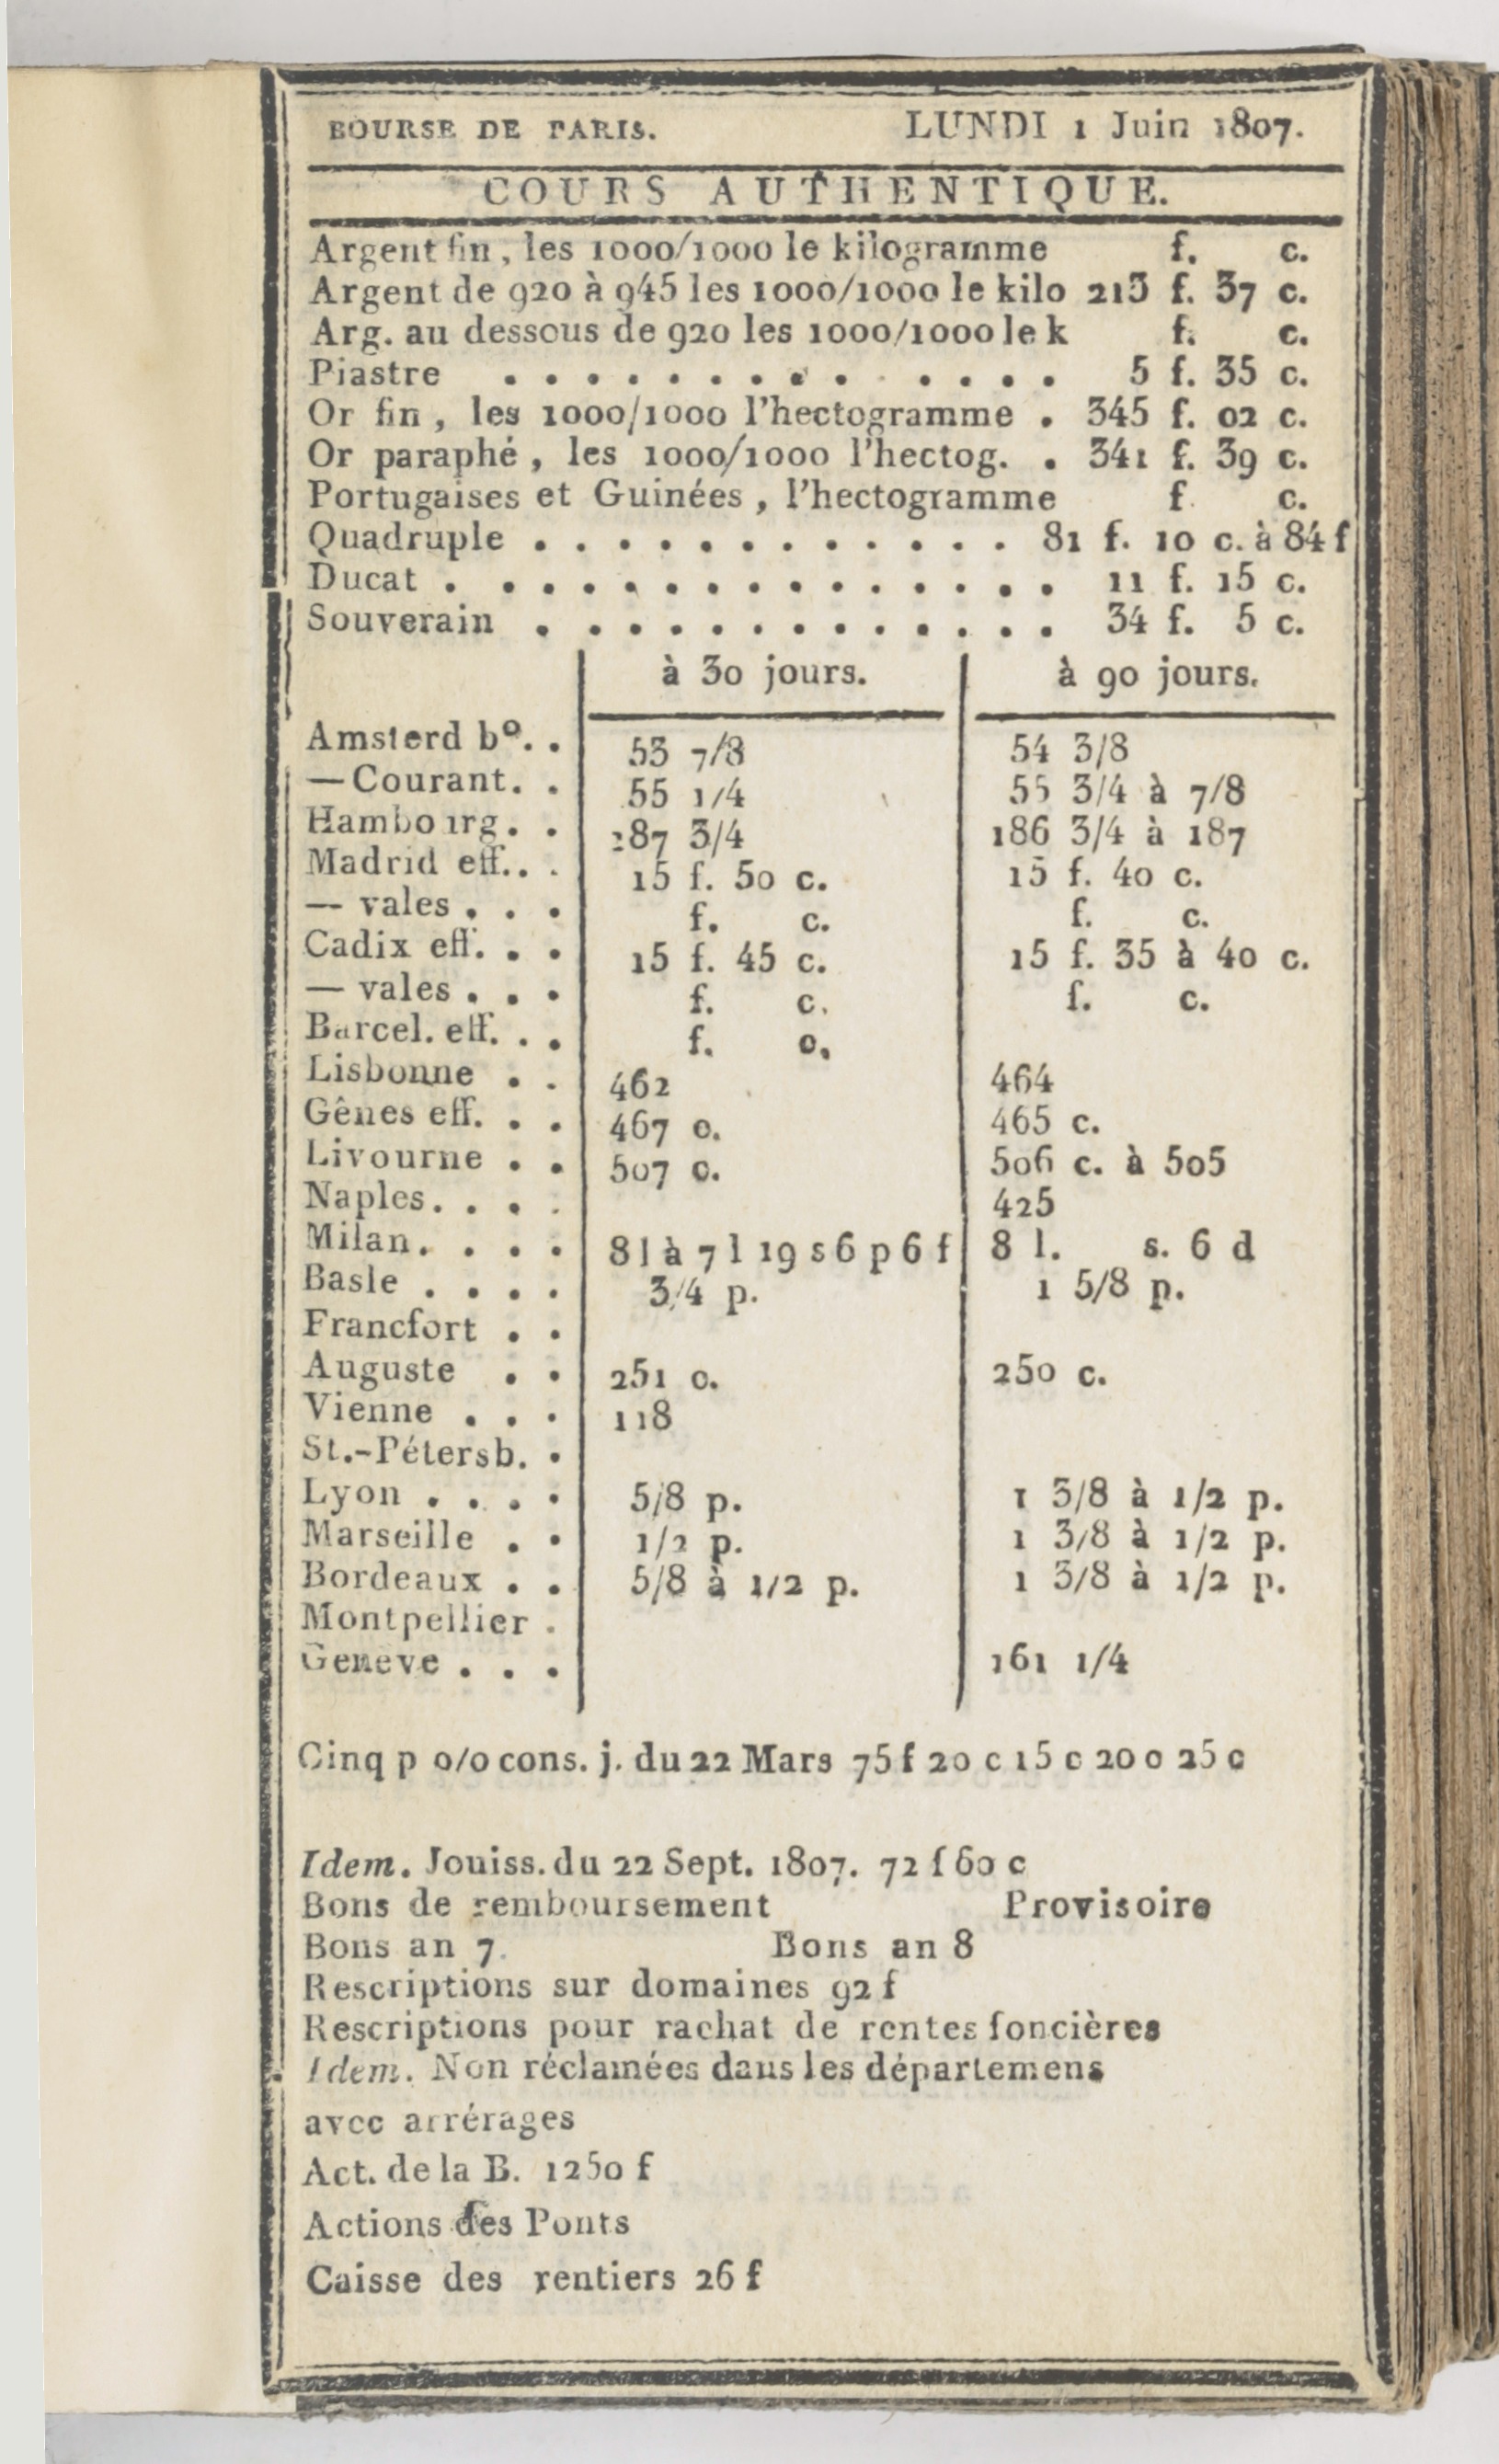 BOURSE DE PARIS. LUNDI 1 Juin 1807.
COURS AUTHENTIQUE.
Argent fin, les 1000/1000 le kilogramme f. c.
Argent de 920 à 945 les 1000/1000 le kilo 213 f. 37 c.
Arg. au dessous de 920 les 1000/1000 le k f. c.
Piastre . . . . . . . . . . . . . 5 f. 35 c.
Or fin, les 1000/1000 l'hectogramme . 345 f. 02 c.
Or paraphé, les 1000/1000 l'hectog. . 341 f. 39 c.
Portugaises et Guinées, l'hectogramme f c.
Quadruple . . . . . . . . . . . . 81 f. 10 c. à 84 f
Ducat . . . . . . . . . . . . . . . 11 f. 15 c.
Souverain . . . . . . . . . . . . . 34 f. 5 c.
à 30 jours. à 90 jours.
Amsterd bº. . 53 7/8 54 3/8
—Courant. . 55 1/4 55 3/4 à 7/8
Hambourg. . 187 3/4 186 3/4 à 187
Madrid eff.. . 15 f. 50 c. 15 f. 40 c.
— vales . . . f. c. f. c.
Cadix eff. . . 15 f. 45 c. 15 f. 35 à 40 c.
— vales . . . f. c. f. c.
Barcel. eff. . . f. c.
Lisbonne . . 462 464
Gênes eff. . . 467 c. 465 c.
Livourne . . 507 c. 506 c. à 505
Naples. . . . 425
Milan. . . . 8 l à 7 l 19 s 6 p 6 f 8 l. s. 6 d
Basle . . . . 3/4 p. 1 5/8 p.
Francfort . .
Auguste . . 251 c. 250 c.
Vienne . . . 118
St.-Pétersb. .
Lyon . . . . 5/8 p. 1 3/8 à 1/2 p.
Marseille . . 1/2 p. 1 3/8 à 1/2 p.
Bordeaux . . 5/8 à 1/2 p. 1 3/8 à 1/2 p.
Montpellier .
Geneve . . . 161 1/4
Cinq p 0/0 cons. j. du 22 Mars 75 f 20 c 15 c 20 c 25 c
Idem. Jouiss. du 22 Sept. 1807. 72 f 60 c
Bons de remboursement Provisoire
Bons an 7. Bons an 8
Rescriptions sur domaines 92 f
Rescriptions pour rachat de rentes foncières
Idem. Non réclamées dans les départemens
avec arrérages
Act. de la B. 1250 f
Actions des Ponts
Caisse des rentiers 26 f